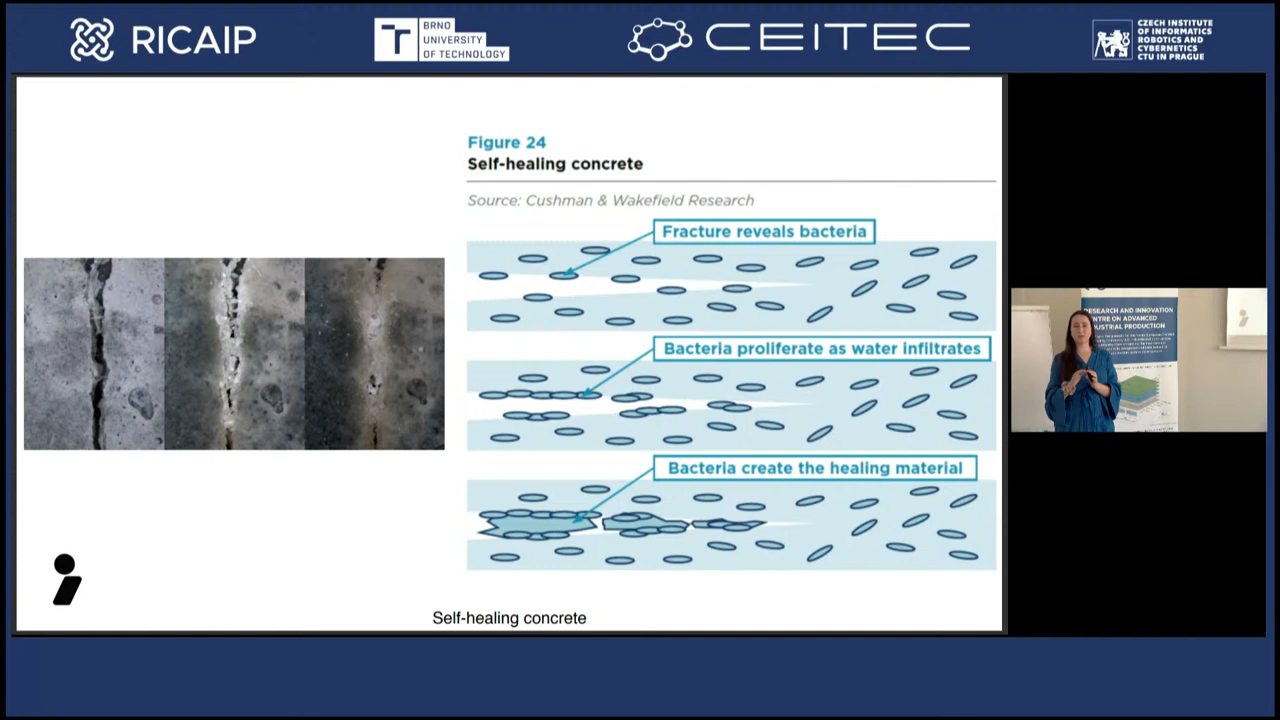 RICAIP
BRNO
UNIVERSITY
OF TECHNOLOGY
CEITEC
CZECH INSTITUTE
OF INFORMATICS
ROBOTICS AND
CYBERNETICS
CTU IN PRAGUE
Figure 24
Self-healing concrete
Source: Cushman & Wakefield Research
Fracture reveals bacteria
Bacteria proliferate as water infiltrates
Bacteria create the healing material
Self-healing concrete
RESEARCH AND INNOVATION
CENTRE ON ADVANCED
INDUSTRIAL PRODUCTION